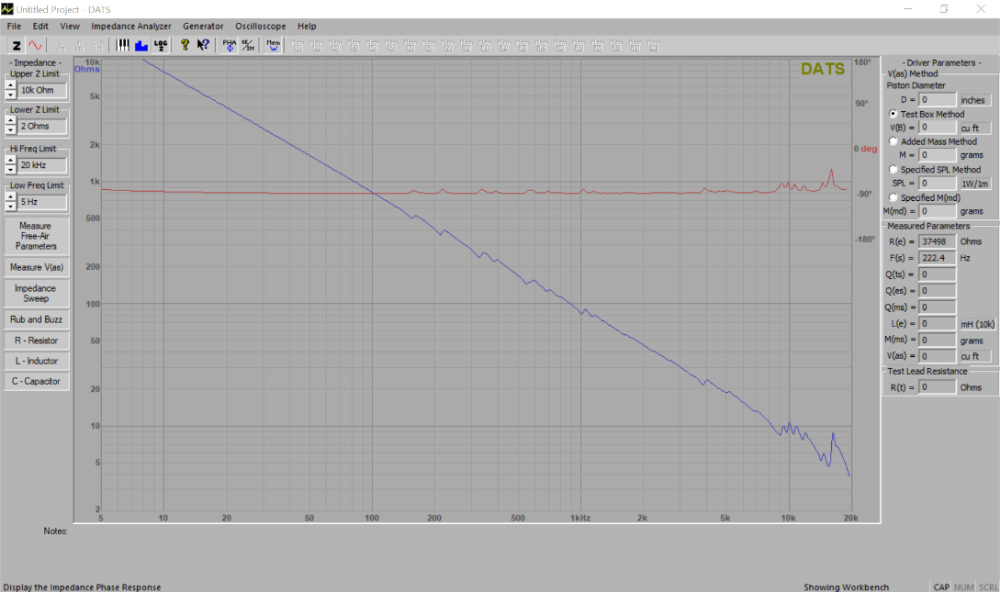 Untitled Project - DATS
File Edit View Impedance Analyzer Generator Oscilloscope Help
Z LOG Z ? ? PHA Φ RE/IM Mem W
- Impedance -
Upper Z Limit
10k Ohm
Lower Z Limit
2 Ohms
Hi Freq Limit
20 kHz
Low Freq Limit
5 Hz
Measure
Free-Air
Parameters
Measure V(as)
Impedance
Sweep
Rub and Buzz
R - Resistor
L - Inductor
C - Capacitor
10k
Ohms
5k
2k
1k
500
200
100
50
20
10
5
2
5 10 20 50 100 200 500 1kHz 2k 5k 10k 20k
DATS
180°
90°
0 deg
-90°
-180°
- Driver Parameters -
V(as) Method
Piston Diameter
D = 0 inches
Test Box Method
V(B) = 0 cu ft
Added Mass Method
M = 0 grams
Specified SPL Method
SPL = 0 1W/1m
Specified M(md)
M(md) = 0 grams
Measured Parameters
R(e) = 37498 Ohms
F(s) = 222.4 Hz
Q(ts) = 0
Q(es) = 0
Q(ms) = 0
L(e) = 0 mH (10k)
M(ms) = 0 grams
V(as) = 0 cu ft
Test Lead Resistance
R(t) = 0 Ohms
Notes:
Display the Impedance Phase Response
Showing Workbench
CAP NUM SCRL